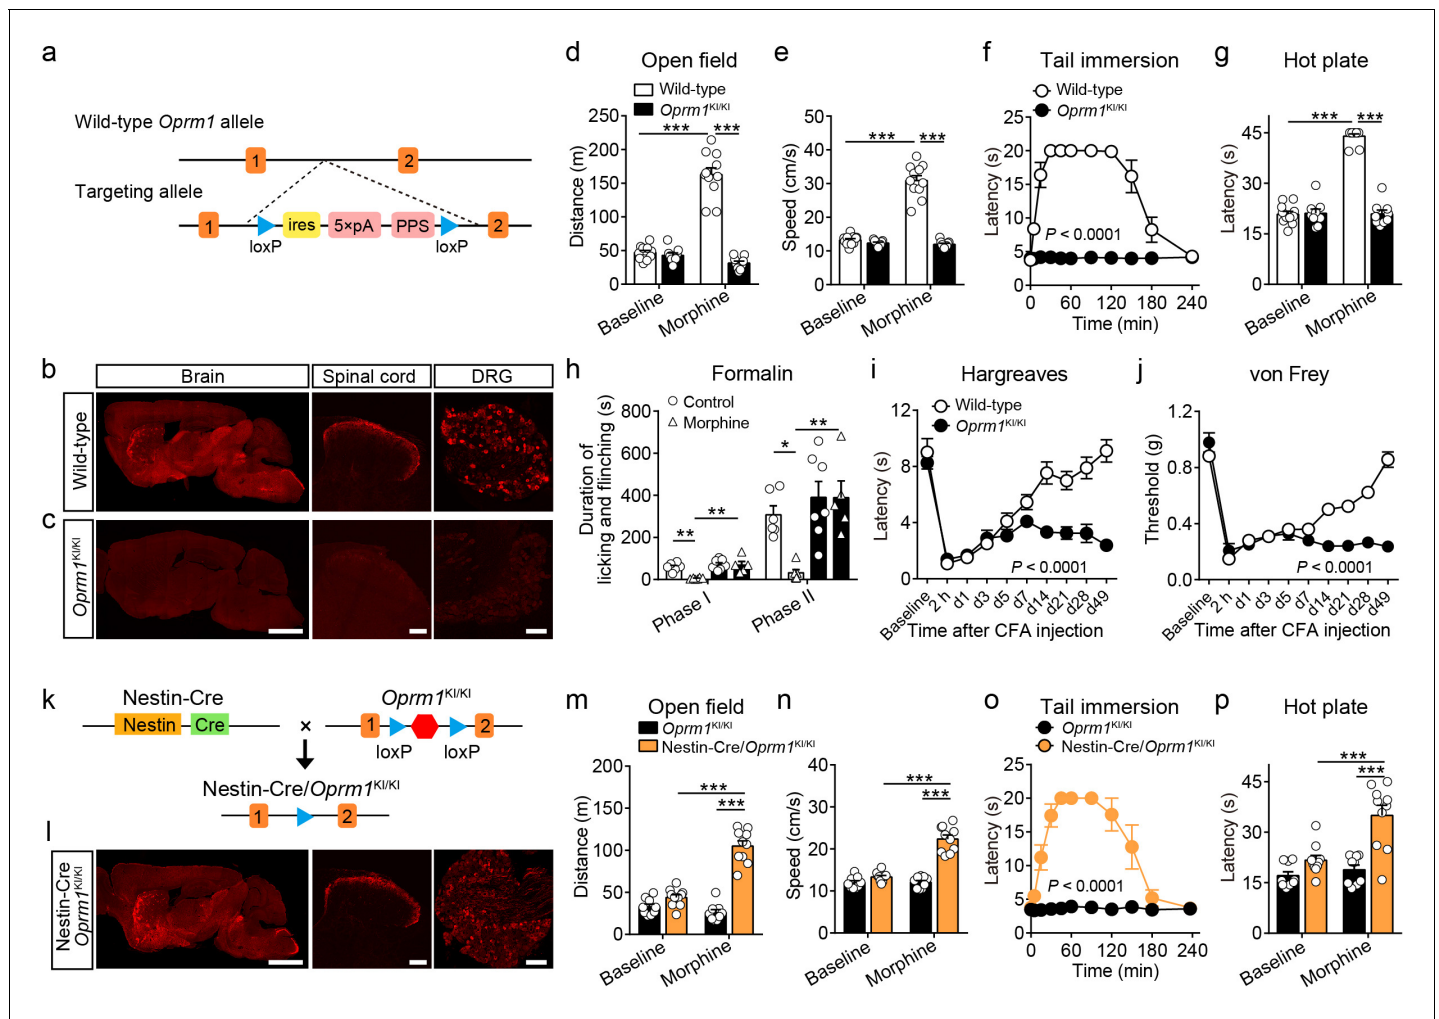 a
Wild-type Oprm1 allele
1
2
Targeting allele
1
ires
5×pA
PPS
2
loxP
loxP
b
Brain
Spinal cord
DRG
Wild-type
c
Oprm1KI/KI
d
Open field
Wild-type
Oprm1KI/KI
Distance (m)
250
200
150
100
50
0
***
***
Baseline
Morphine
e
Speed (cm/s)
50
40
30
20
10
0
***
***
Baseline
Morphine
f
Tail immersion
Wild-type
Oprm1KI/KI
Latency (s)
25
20
15
10
5
0
P < 0.0001
0 60 120 180 240
Time (min)
g
Hot plate
Latency (s)
45
30
15
0
***
***
Baseline
Morphine
h
Formalin
Control
Morphine
Duration of
licking and flinching (s)
800
600
400
200
0
**
**
*
**
Phase I
Phase II
i
Hargreaves
Wild-type
Oprm1KI/KI
Latency (s)
12
8
4
0
P < 0.0001
Baseline
2 h
d1
d3
d5
d7
d14
d21
d28
d49
Time after CFA injection
j
von Frey
Threshold (g)
1.2
0.8
0.4
0.0
P < 0.0001
Baseline
2 h
d1
d3
d5
d7
d14
d21
d28
d49
Time after CFA injection
k
Nestin-Cre
Nestin
Cre
×
Oprm1KI/KI
1
2
loxP
loxP
Nestin-Cre/Oprm1KI/KI
1
2
l
Nestin-Cre
Oprm1KI/KI
m
Open field
Oprm1KI/KI
Nestin-Cre/Oprm1KI/KI
Distance (m)
200
150
100
50
0
***
***
Baseline
Morphine
n
Speed (cm/s)
40
30
20
10
0
***
***
Baseline
Morphine
o
Tail immersion
Oprm1KI/KI
Nestin-Cre/Oprm1KI/KI
Latency (s)
25
20
15
10
5
0
P < 0.0001
0 60 120 180 240
Time (min)
p
Hot plate
Latency (s)
45
30
15
0
***
***
Baseline
Morphine